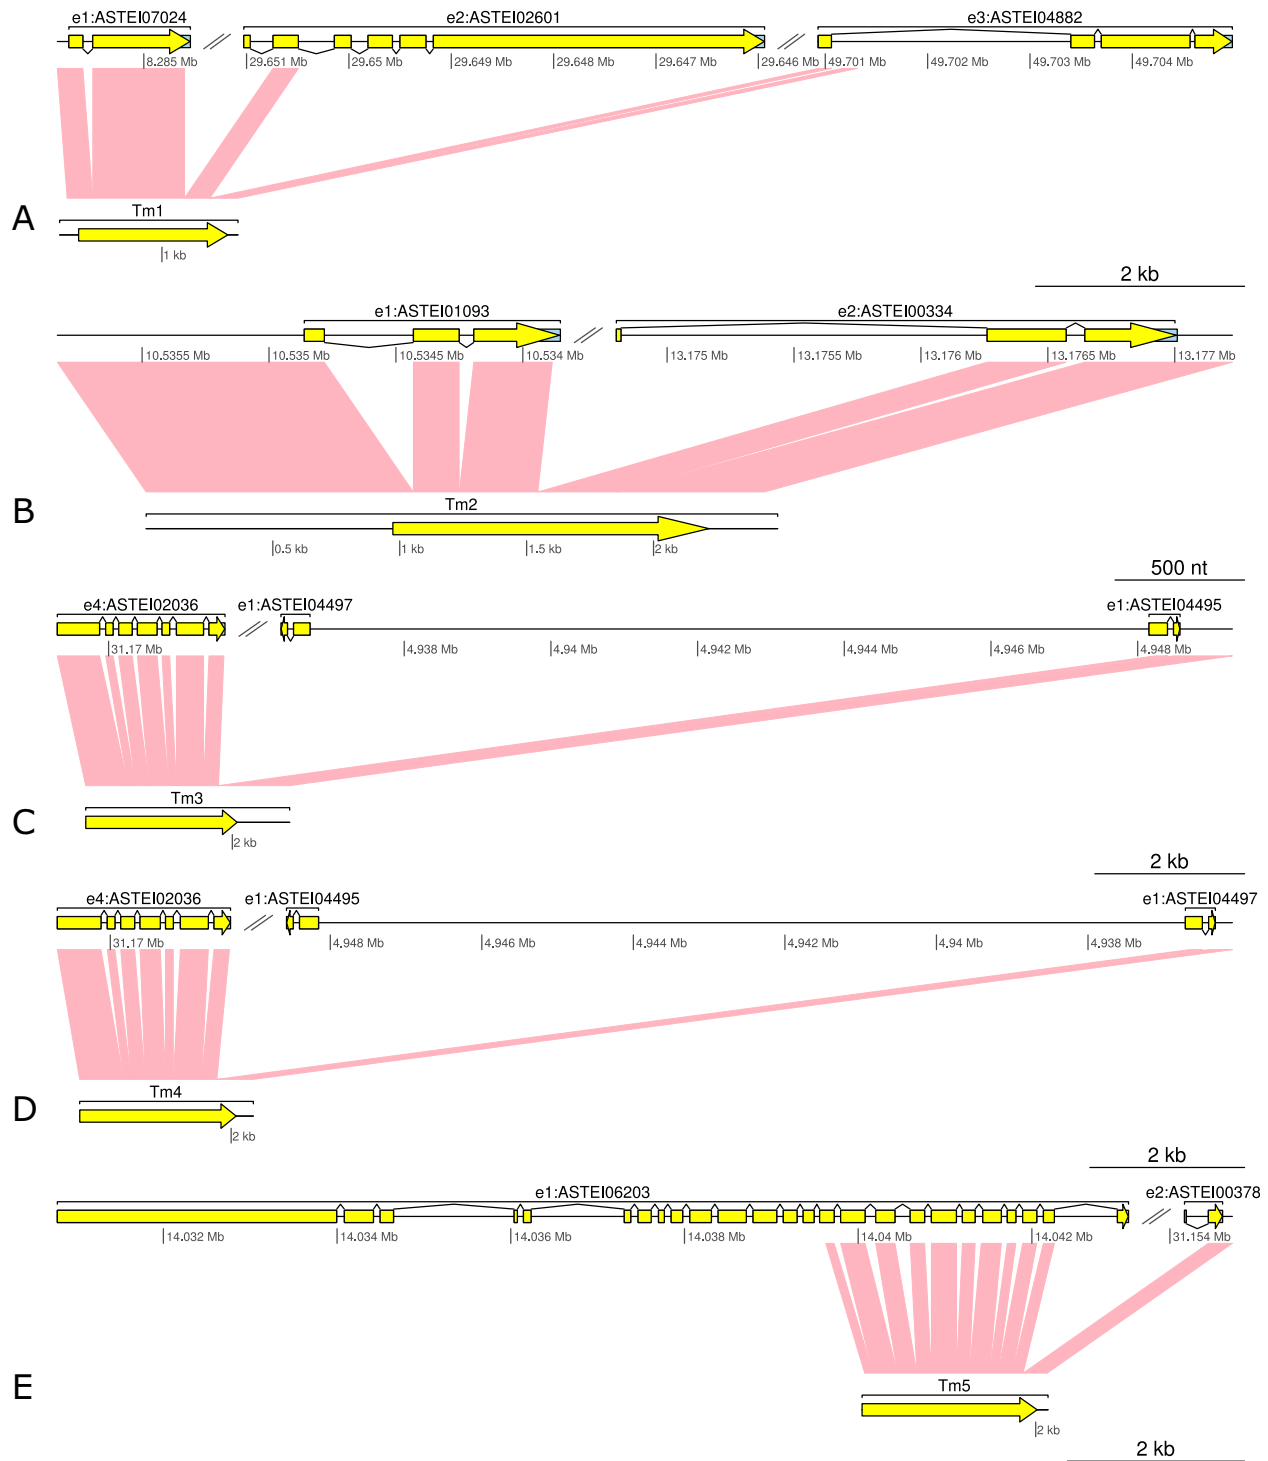 e1:ASTEI07024 e2:ASTEI02601 e3:ASTEI04882
8.285 Mb 29.651 Mb 29.65 Mb 29.649 Mb 29.648 Mb 29.647 Mb 29.646 Mb 49.701 Mb 49.702 Mb 49.703 Mb 49.704 Mb
Tm1
A
1 kb
2 kb
e1:ASTEI01093 e2:ASTEI00334
10.5355 Mb 10.535 Mb 10.5345 Mb 10.534 Mb 13.175 Mb 13.1755 Mb 13.176 Mb 13.1765 Mb 13.177 Mb
Tm2
B
0.5 kb 1 kb 1.5 kb 2 kb
500 nt
e4:ASTEI02036 e1:ASTEI04497 e1:ASTEI04495
31.17 Mb 4.938 Mb 4.94 Mb 4.942 Mb 4.944 Mb 4.946 Mb 4.948 Mb
Tm3
C
2 kb
2 kb
e4:ASTEI02036 e1:ASTEI04495 e1:ASTEI04497
31.17 Mb 4.948 Mb 4.946 Mb 4.944 Mb 4.942 Mb 4.94 Mb 4.938 Mb
Tm4
D
2 kb
2 kb
e1:ASTEI06203 e2:ASTEI00378
14.032 Mb 14.034 Mb 14.036 Mb 14.038 Mb 14.04 Mb 14.042 Mb 31.154 Mb
Tm5
E
2 kb
2 kb